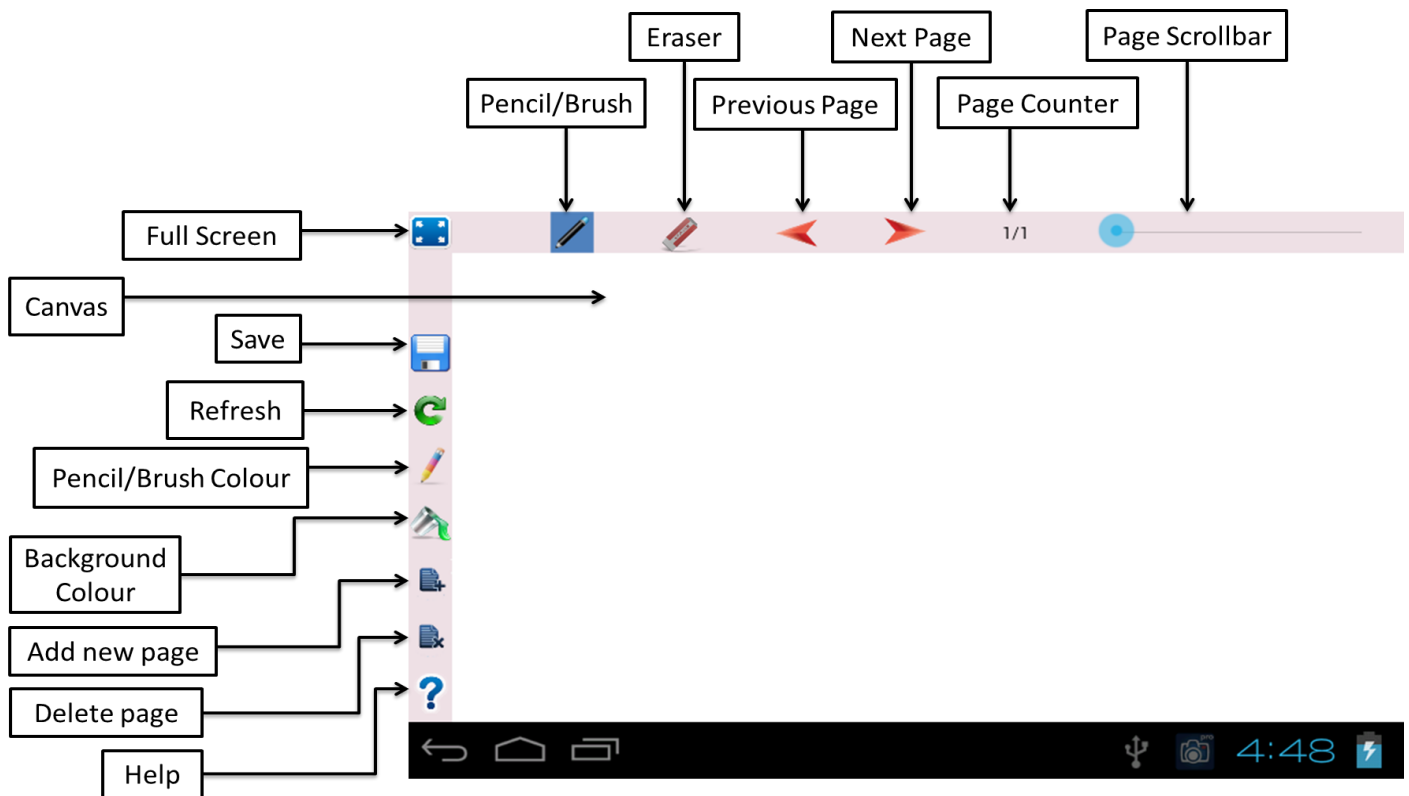 Eraser
Next Page
Page Scrollbar
Pencil/Brush
Previous Page
Page Counter
Full Screen
1/1
Canvas
Save
Refresh
Pencil/Brush Colour
Background
Colour
Add new page
Delete page
Help
?
pro
4:48